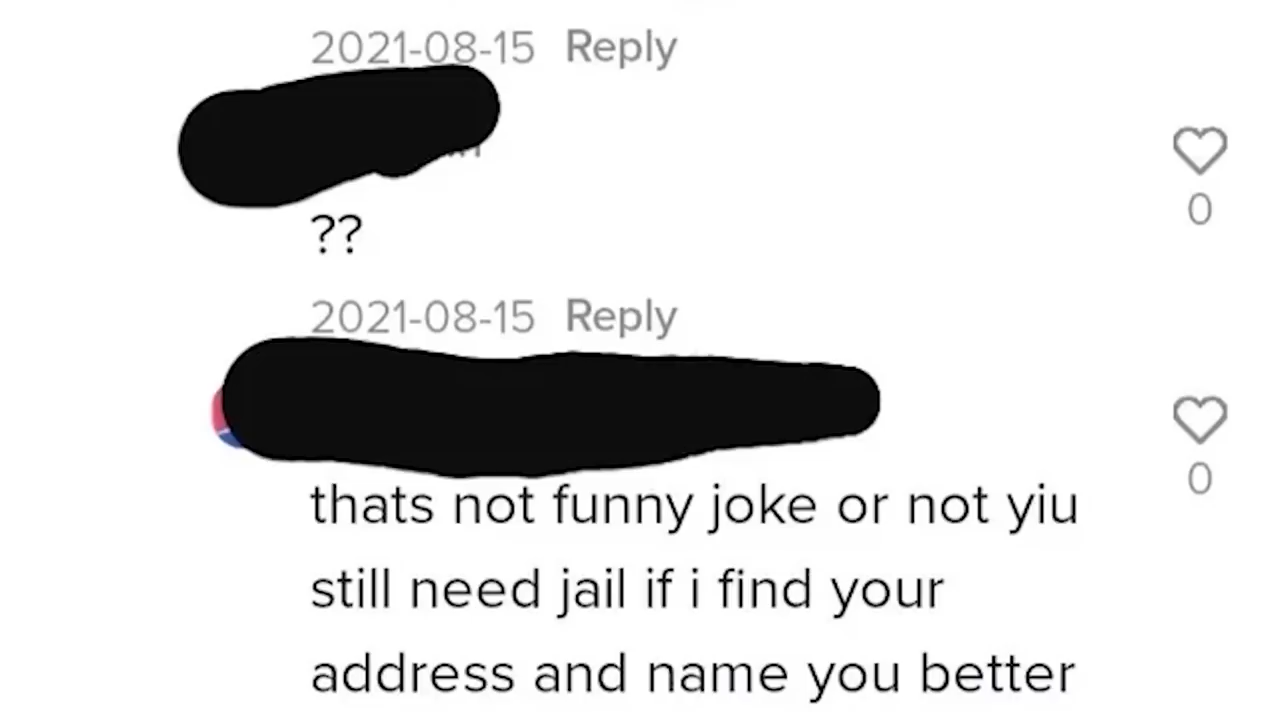 2021-08-15 Reply
??
2021-08-15 Reply
0
thats not funny joke or not yiu
0
still need jail if i find your
address and name you better